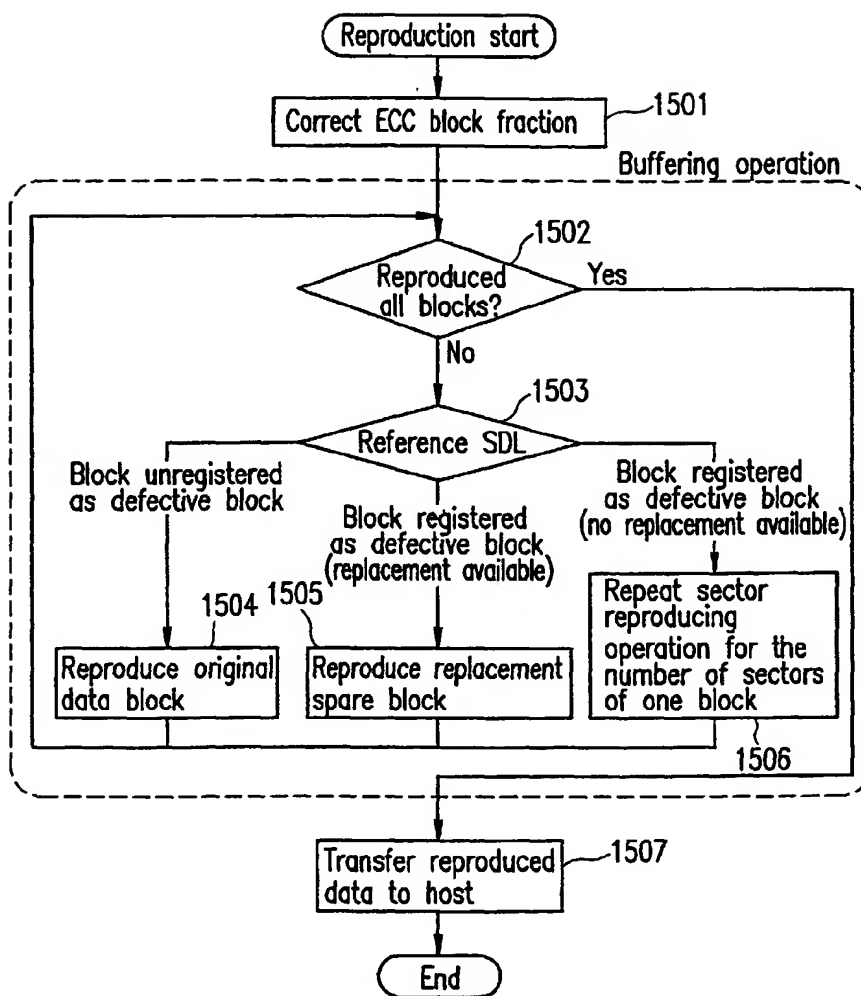 Reproduction start
1501
Correct ECC block fraction
Buffering operation
1502
Reproduced
all blocks?
Yes
No
1503
Reference SDL
Block unregistered
as defective block
Block registered
as defective block
(replacement available)
Block registered
as defective block
(no replacement available)
1504
Reproduce original
data block
1505
Reproduce replacement
spare block
Repeat sector
reproducing
operation for the
number of sectors
of one block
1506
Transfer reproduced
data to host
1507
End